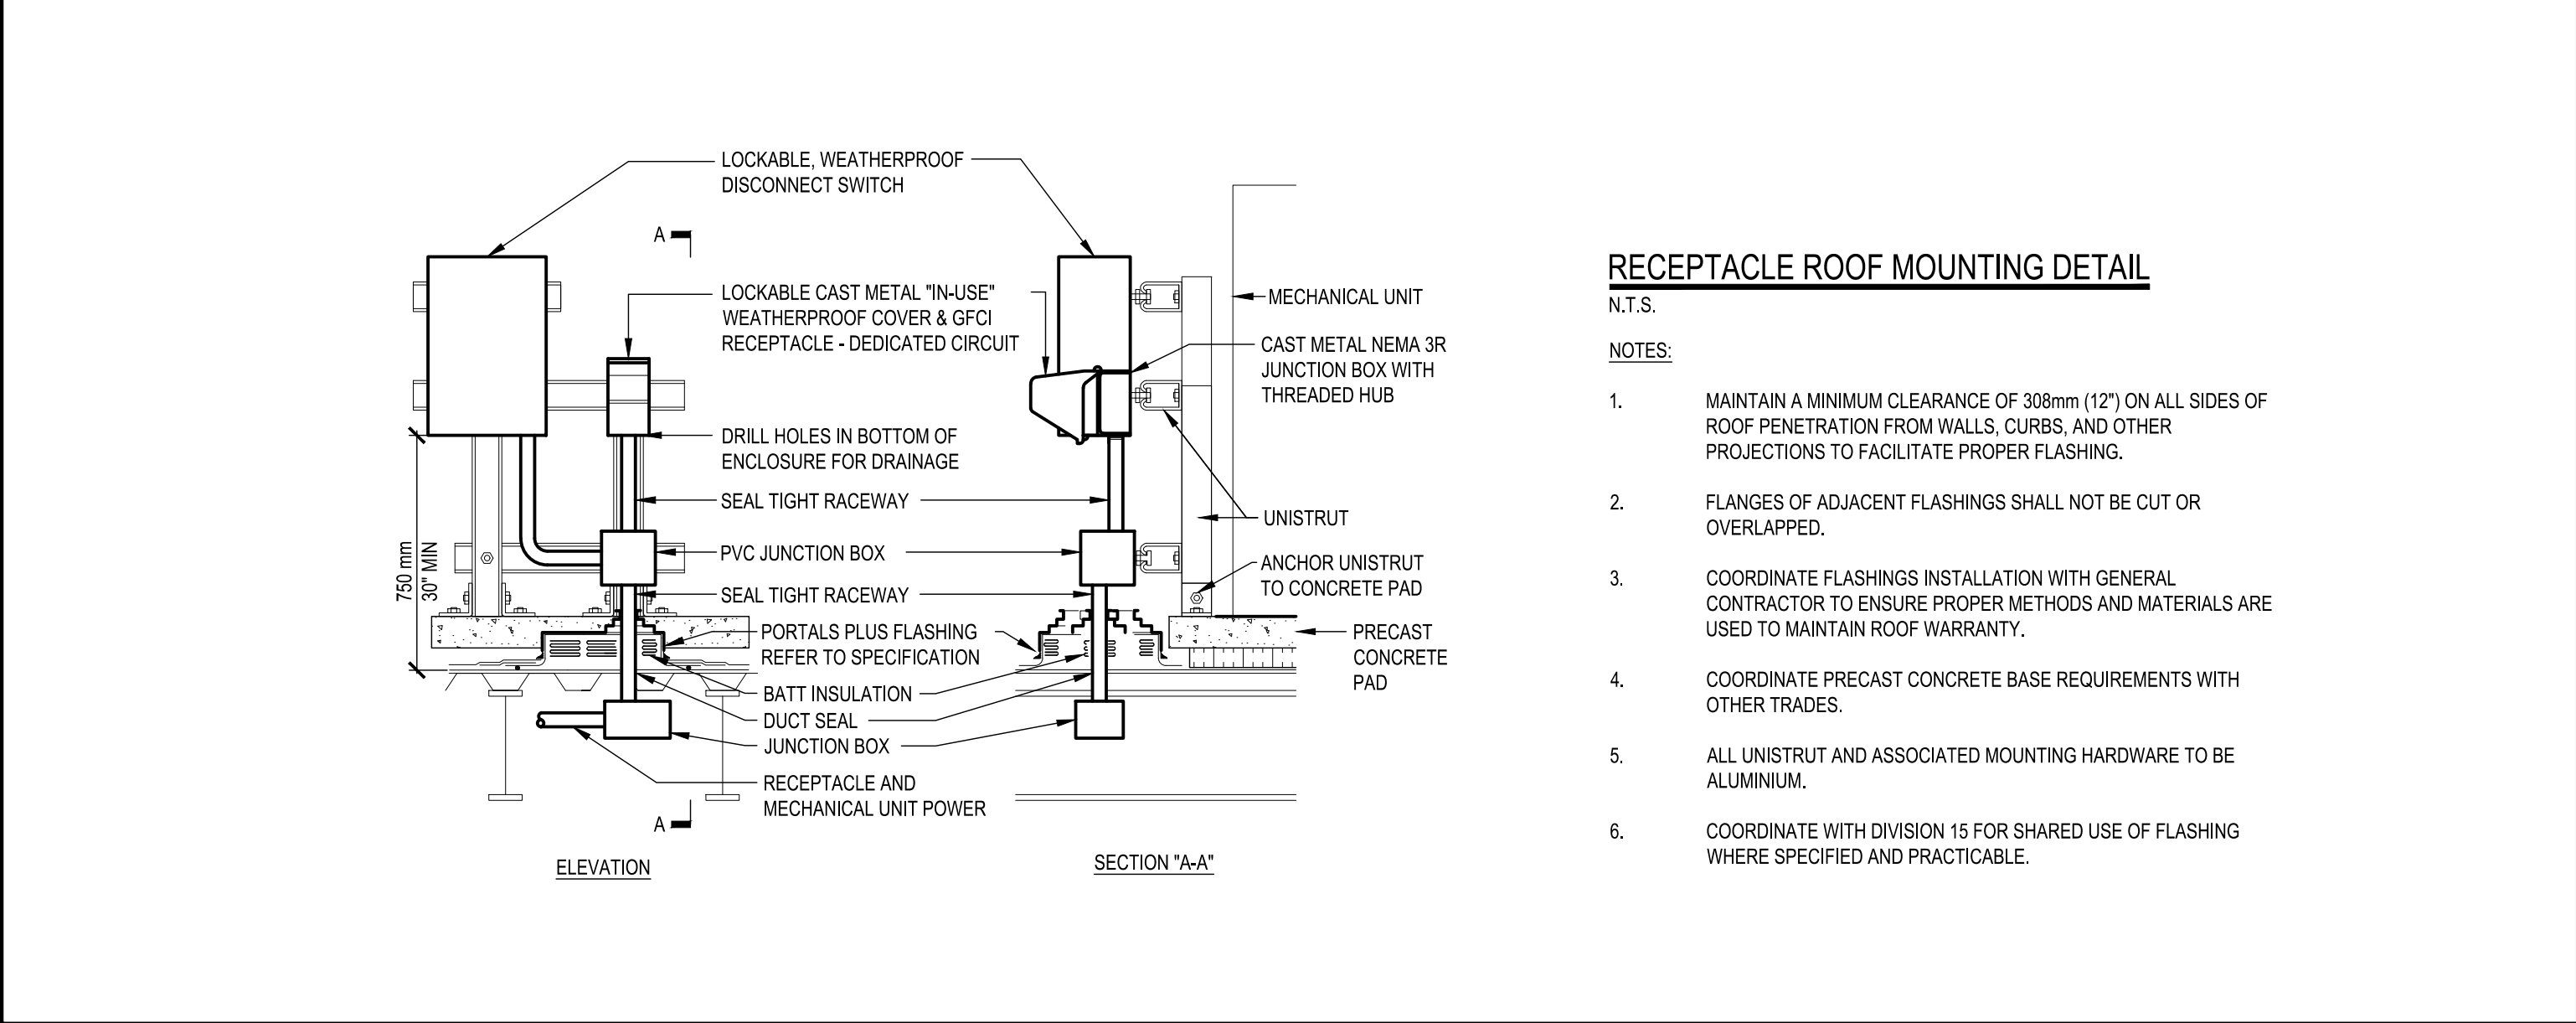 LOCKABLE, WEATHERPROOF
DISCONNECT SWITCH
A
LOCKABLE CAST METAL "IN-USE"
WEATHERPROOF COVER & GFCI
RECEPTACLE - DEDICATED CIRCUIT
DRILL HOLES IN BOTTOM OF
ENCLOSURE FOR DRAINAGE
SEAL TIGHT RACEWAY
PVC JUNCTION BOX
SEAL TIGHT RACEWAY
750 mm
30" MIN
PORTALS PLUS FLASHING
REFER TO SPECIFICATION
BATT INSULATION
DUCT SEAL
JUNCTION BOX
RECEPTACLE AND
MECHANICAL UNIT POWER
A
ELEVATION
MECHANICAL UNIT
CAST METAL NEMA 3R
JUNCTION BOX WITH
THREADED HUB
UNISTRUT
ANCHOR UNISTRUT
TO CONCRETE PAD
PRECAST
CONCRETE
PAD
SECTION "A-A"
RECEPTACLE ROOF MOUNTING DETAIL
N.T.S.
NOTES:
1. MAINTAIN A MINIMUM CLEARANCE OF 308mm (12") ON ALL SIDES OF
ROOF PENETRATION FROM WALLS, CURBS, AND OTHER
PROJECTIONS TO FACILITATE PROPER FLASHING.
2. FLANGES OF ADJACENT FLASHINGS SHALL NOT BE CUT OR
OVERLAPPED.
3. COORDINATE FLASHINGS INSTALLATION WITH GENERAL
CONTRACTOR TO ENSURE PROPER METHODS AND MATERIALS ARE
USED TO MAINTAIN ROOF WARRANTY.
4. COORDINATE PRECAST CONCRETE BASE REQUIREMENTS WITH
OTHER TRADES.
5. ALL UNISTRUT AND ASSOCIATED MOUNTING HARDWARE TO BE
ALUMINIUM.
6. COORDINATE WITH DIVISION 15 FOR SHARED USE OF FLASHING
WHERE SPECIFIED AND PRACTICABLE.